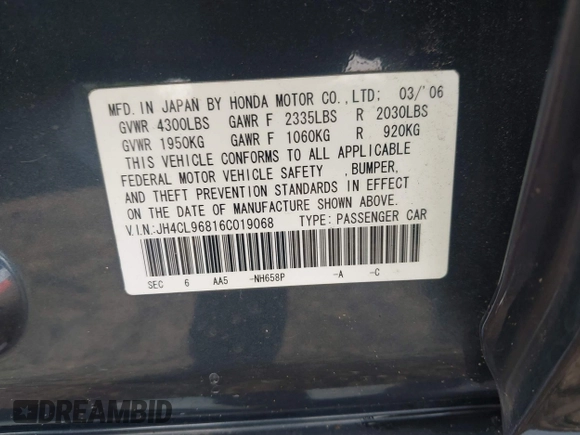 MFD. IN JAPAN BY HONDA MOTOR CO., LTD: 03/'06
GVWR 4300LBS GAWR F 2335LBS R 2030LBS
GVWR 1950KG GAWR F 1060KG R 920KG
THIS VEHICLE CONFORMS TO ALL APPLICABLE
FEDERAL MOTOR VEHICLE SAFETY , BUMPER,
AND THEFT PREVENTION STANDARDS IN EFFECT
ON THE DATE OF MANUFACTURE SHOWN ABOVE.
V.I.N:JH4CL96816C019068 TYPE: PASSENGER CAR
SEC 6 AA5 -NH658P -A -C
DREAMBID